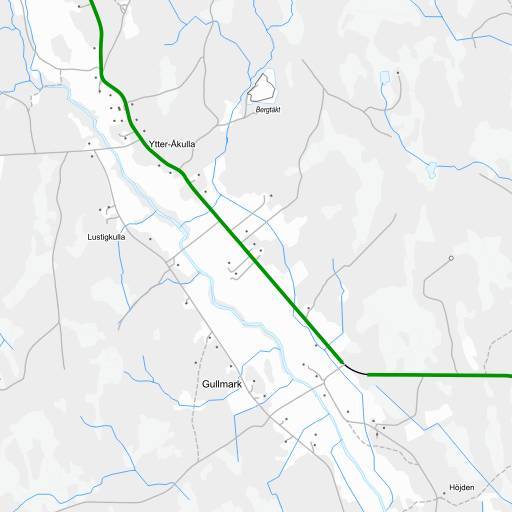 Bergtäkt
Ytter-Åkulla
Lustigkulla
Gullmark
Höjden